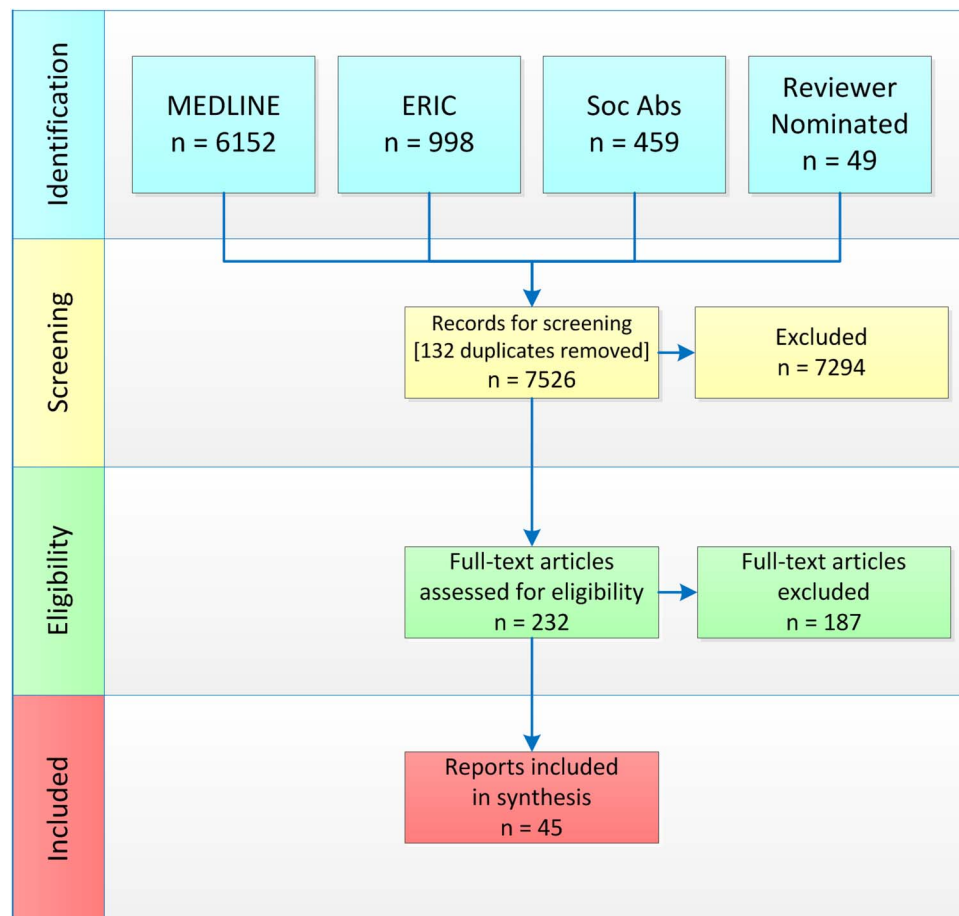 Identification
MEDLINE
n = 6152
ERIC
n = 998
Soc Abs
n = 459
Reviewer
Nominated
n = 49
Screening
Records for screening
[132 duplicates removed]
n = 7526
Excluded
n = 7294
Eligibility
Full-text articles
assessed for eligibility
n = 232
Full-text articles
excluded
n = 187
Included
Reports included
in synthesis
n = 45